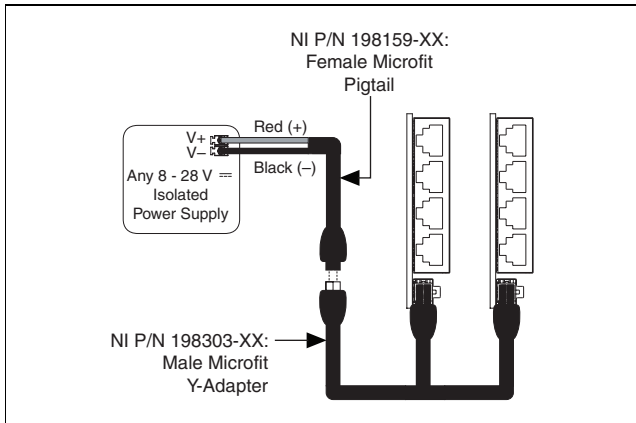 NI P/N 198159-XX:
Female Microfit
Pigtail
Red (+)
V+
V–
Black (–)
Any 8 - 28 V ⎓
Isolated
Power Supply
NI P/N 198303-XX:
Male Microfit
Y-Adapter